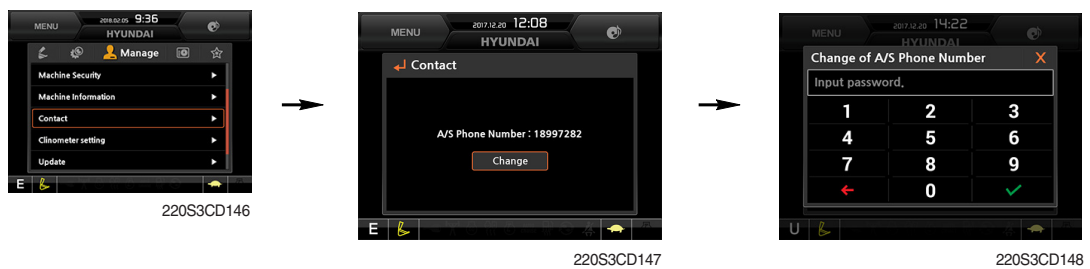 MENU
2018.02.05 9:36
HYUNDAI
Manage
Machine Security
Machine Information
Contact
Clinometer setting
Update
E
220S3CD146
MENU
2017.12.20 12:08
HYUNDAI
Contact
A/S Phone Number : 18997282
Change
E
220S3CD147
MENU
2017.12.20 14:22
HYUNDAI
Change of A/S Phone Number X
Input password.
1 2 3
4 5 6
7 8 9
0
U
220S3CD148